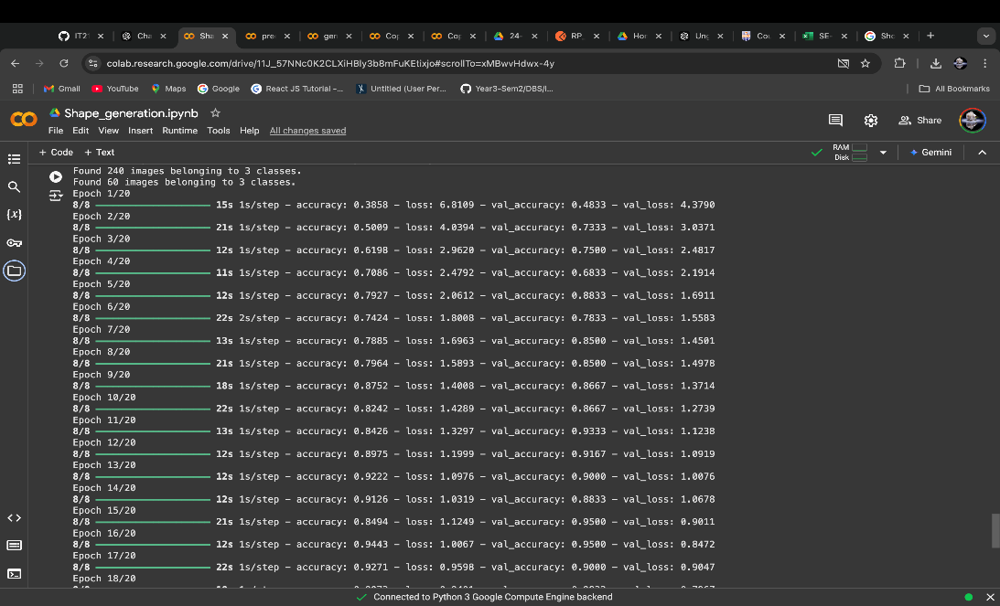 IT2
Cha
Sha
pre
gen
Cop
Cop
24-
RP_
Hor
Ung
Cou
SE-
Sho
colab.research.google.com/drive/11J_57NNc0K2CLXiHBIy3b8mFuKEtixjo#scrollTo=xMBwvHdwx-4y
Gmail
YouTube
Maps
Google
React JS Tutorial -...
Untitled (User Per...
Year3-Sem2/DBS/l...
All Bookmarks
Shape_generation.ipynb
File Edit View Insert Runtime Tools Help All changes saved
Share
+ Code + Text
RAM
Disk
Gemini
Found 240 images belonging to 3 classes.
Found 60 images belonging to 3 classes.
Epoch 1/20
8/8 15s 1s/step - accuracy: 0.3858 - loss: 6.8109 - val_accuracy: 0.4833 - val_loss: 4.3790
Epoch 2/20
8/8 21s 1s/step - accuracy: 0.5009 - loss: 4.0394 - val_accuracy: 0.7333 - val_loss: 3.0371
Epoch 3/20
8/8 12s 1s/step - accuracy: 0.6198 - loss: 2.9620 - val_accuracy: 0.7500 - val_loss: 2.4817
Epoch 4/20
8/8 11s 1s/step - accuracy: 0.7086 - loss: 2.4792 - val_accuracy: 0.6833 - val_loss: 2.1914
Epoch 5/20
8/8 12s 1s/step - accuracy: 0.7927 - loss: 2.0612 - val_accuracy: 0.8833 - val_loss: 1.6911
Epoch 6/20
8/8 22s 2s/step - accuracy: 0.7424 - loss: 1.8008 - val_accuracy: 0.7833 - val_loss: 1.5583
Epoch 7/20
8/8 13s 1s/step - accuracy: 0.7885 - loss: 1.6963 - val_accuracy: 0.8500 - val_loss: 1.4501
Epoch 8/20
8/8 21s 1s/step - accuracy: 0.7964 - loss: 1.5893 - val_accuracy: 0.8500 - val_loss: 1.4978
Epoch 9/20
8/8 18s 1s/step - accuracy: 0.8752 - loss: 1.4008 - val_accuracy: 0.8667 - val_loss: 1.3714
Epoch 10/20
8/8 22s 1s/step - accuracy: 0.8242 - loss: 1.4289 - val_accuracy: 0.8667 - val_loss: 1.2739
Epoch 11/20
8/8 13s 1s/step - accuracy: 0.8426 - loss: 1.3297 - val_accuracy: 0.9333 - val_loss: 1.1238
Epoch 12/20
8/8 12s 1s/step - accuracy: 0.8975 - loss: 1.1999 - val_accuracy: 0.9167 - val_loss: 1.0919
Epoch 13/20
8/8 12s 1s/step - accuracy: 0.9222 - loss: 1.0976 - val_accuracy: 0.9000 - val_loss: 1.0076
Epoch 14/20
8/8 12s 1s/step - accuracy: 0.9126 - loss: 1.0319 - val_accuracy: 0.8833 - val_loss: 1.0678
Epoch 15/20
8/8 21s 1s/step - accuracy: 0.8494 - loss: 1.1249 - val_accuracy: 0.9500 - val_loss: 0.9011
Epoch 16/20
8/8 12s 1s/step - accuracy: 0.9443 - loss: 1.0067 - val_accuracy: 0.9500 - val_loss: 0.8472
Epoch 17/20
8/8 22s 1s/step - accuracy: 0.9271 - loss: 0.9598 - val_accuracy: 0.9000 - val_loss: 0.9047
Epoch 18/20
Connected to Python 3 Google Compute Engine backend